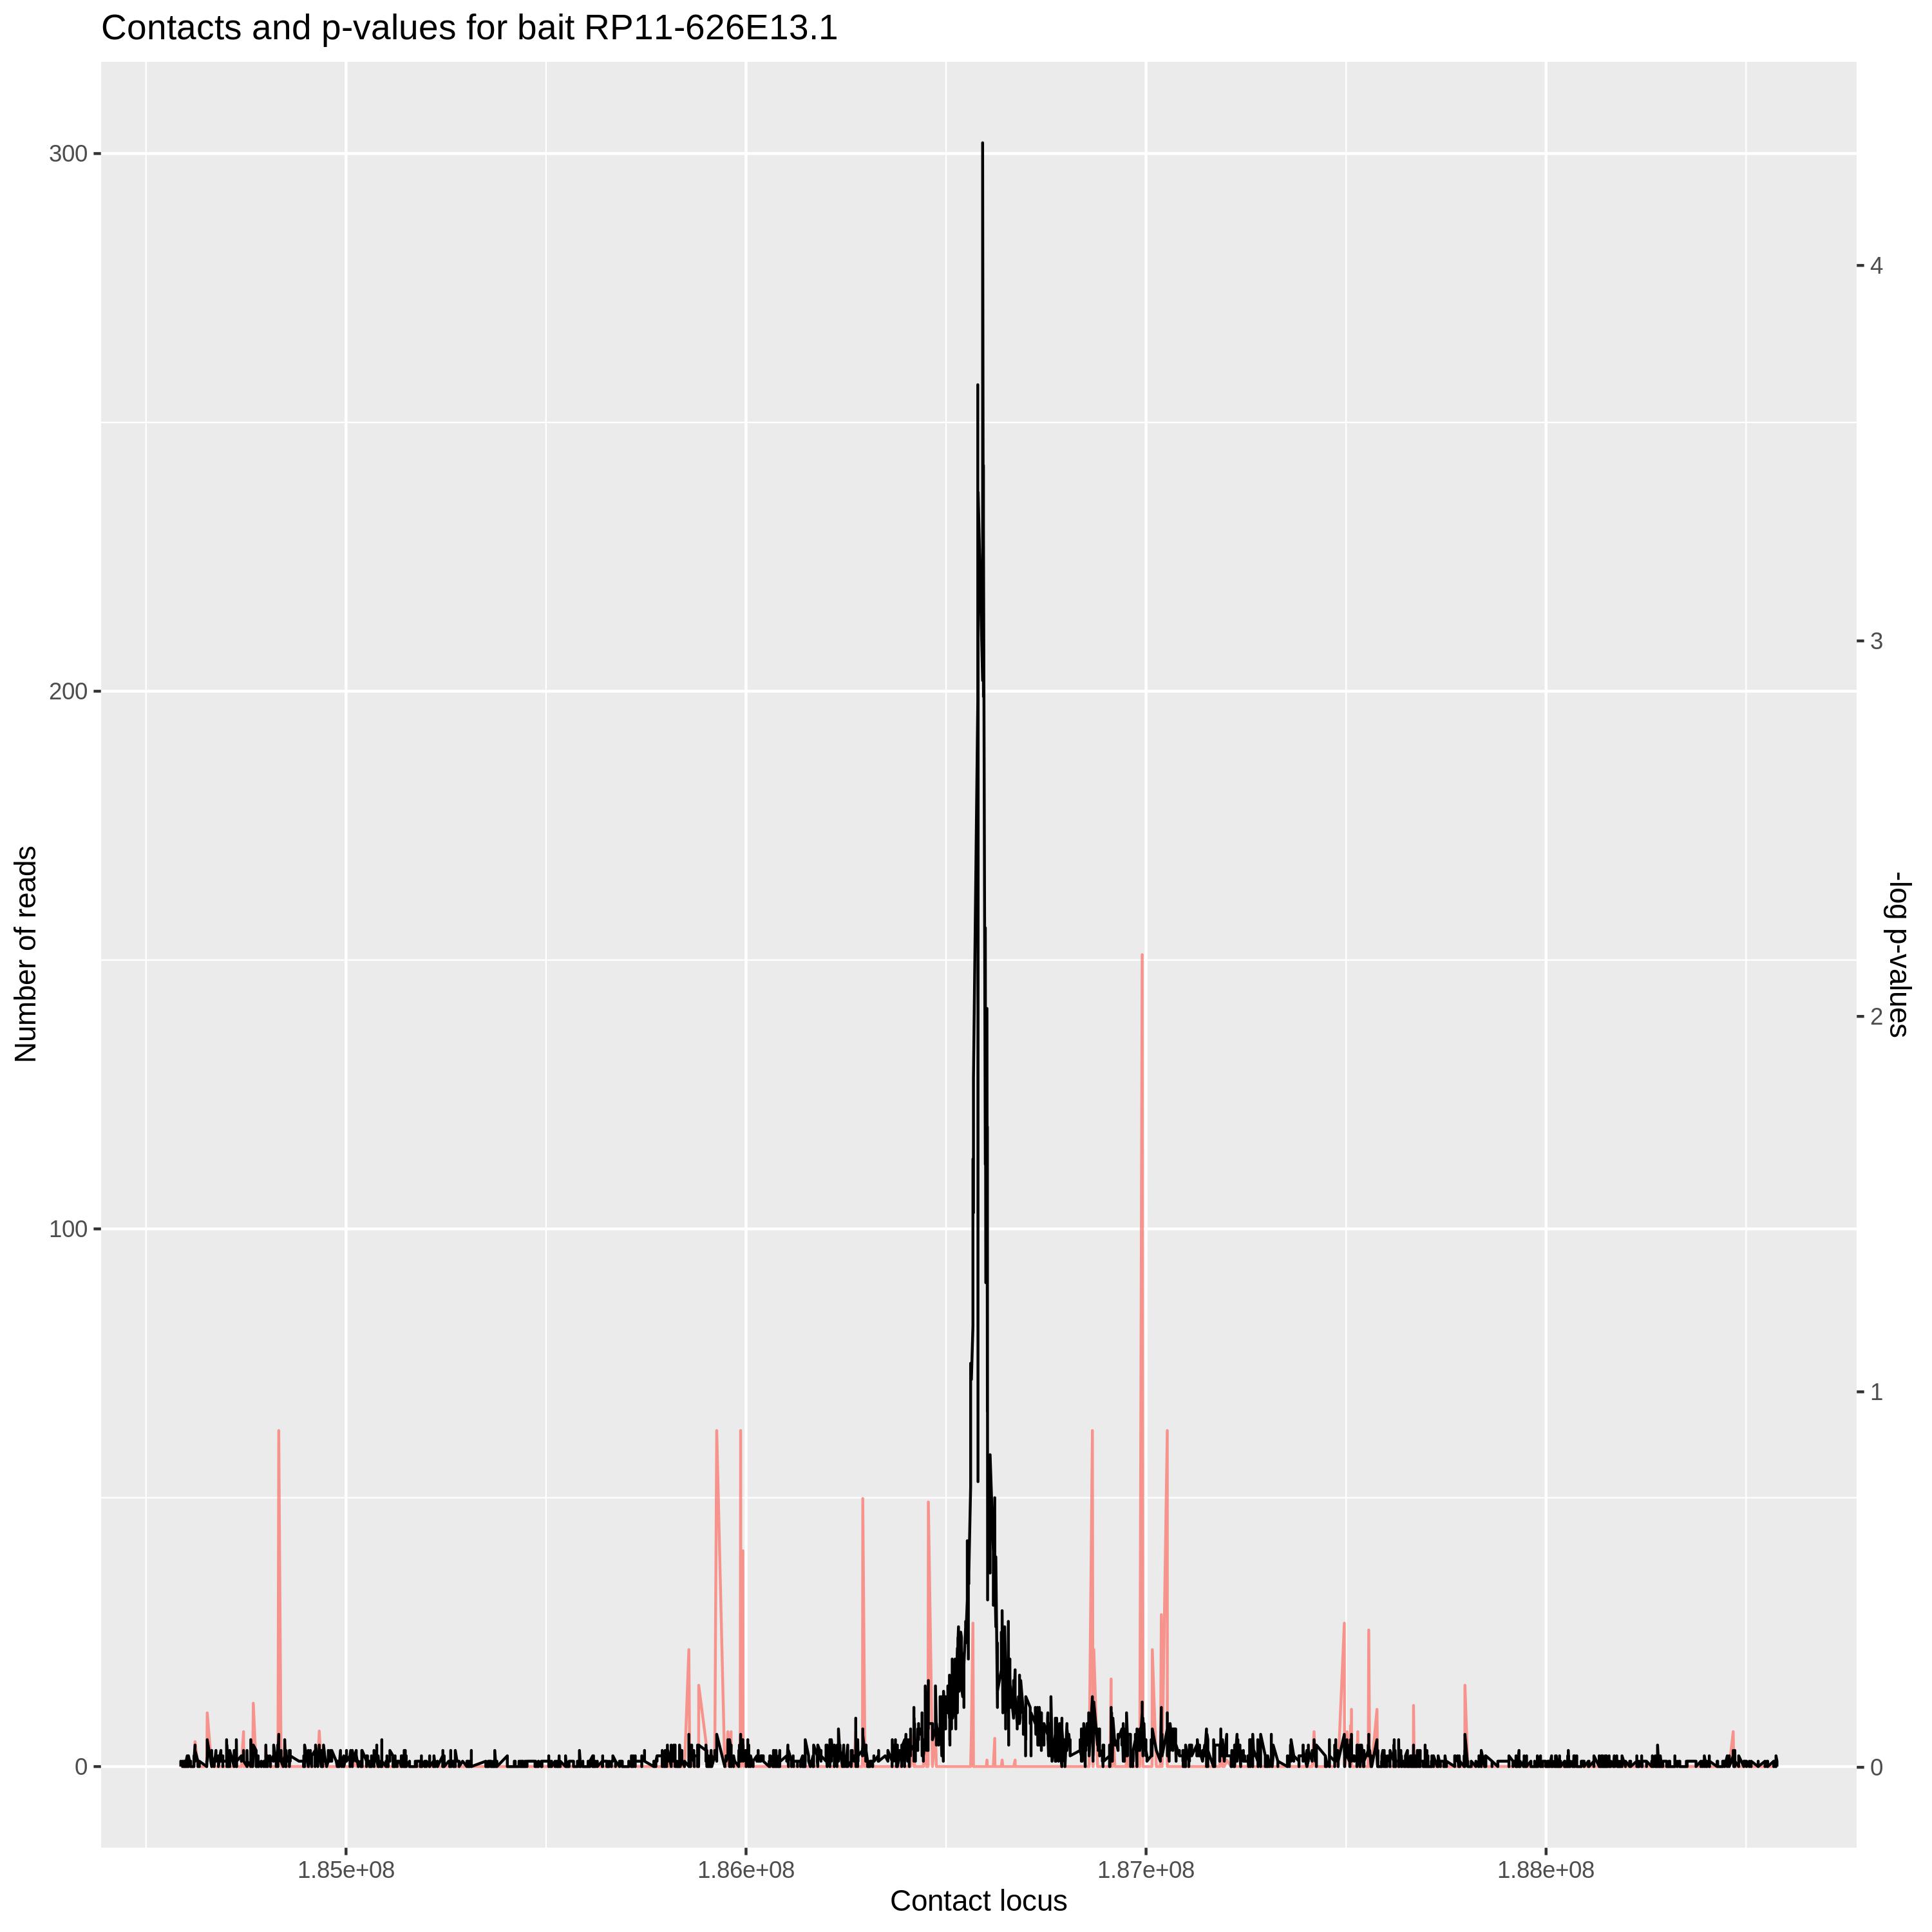 Contacts and p-values for bait RP11-626E13.1
300
200
100
0
Number of reads
4
3
2
1
0
-log p-values
1.85e+08
1.86e+08
1.87e+08
1.88e+08
Contact locus